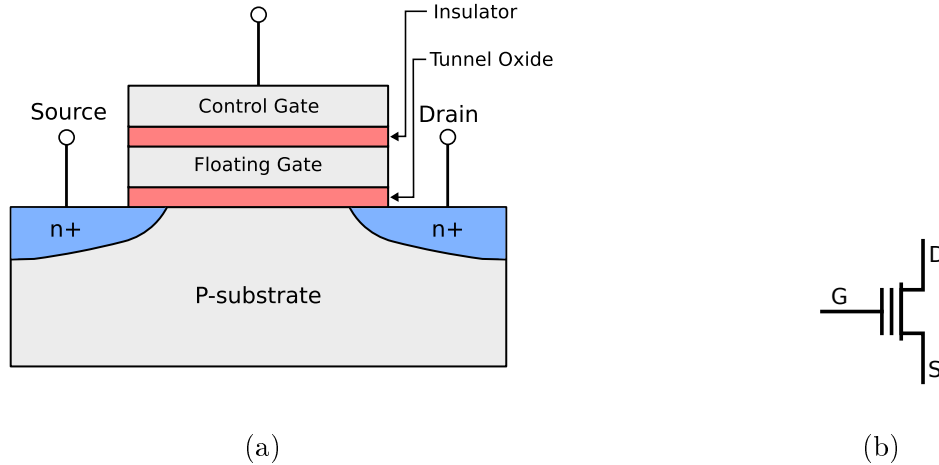 Insulator
Tunnel Oxide
Source
Control Gate
Drain
Floating Gate
n+
n+
P-substrate
D
G
S
(a)
(b)